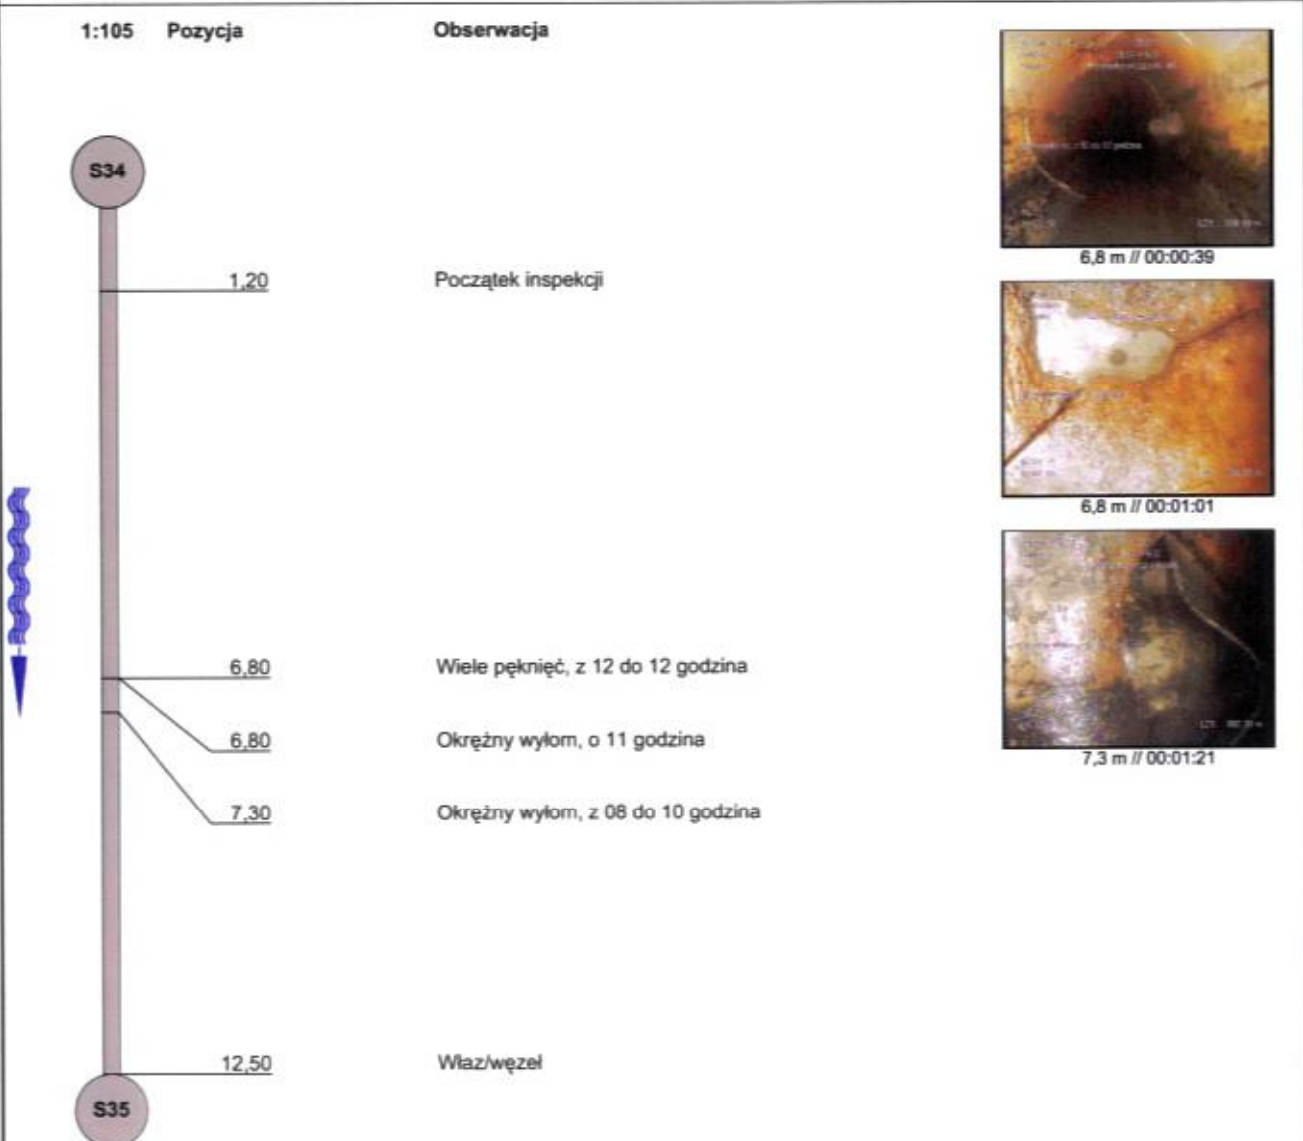 1:105 Pozycja Obserwacja
S34
1,20 Początek inspekcji
6,80 Wiele pęknięć, z 12 do 12 godzina
6,80 Okrężny wyłom, o 11 godzina
7,30 Okrężny wyłom, z 08 do 10 godzina
12,50 Właz/węzeł
S35
6,8 m // 00:00:39
6,8 m // 00:01:01
7,3 m // 00:01:21